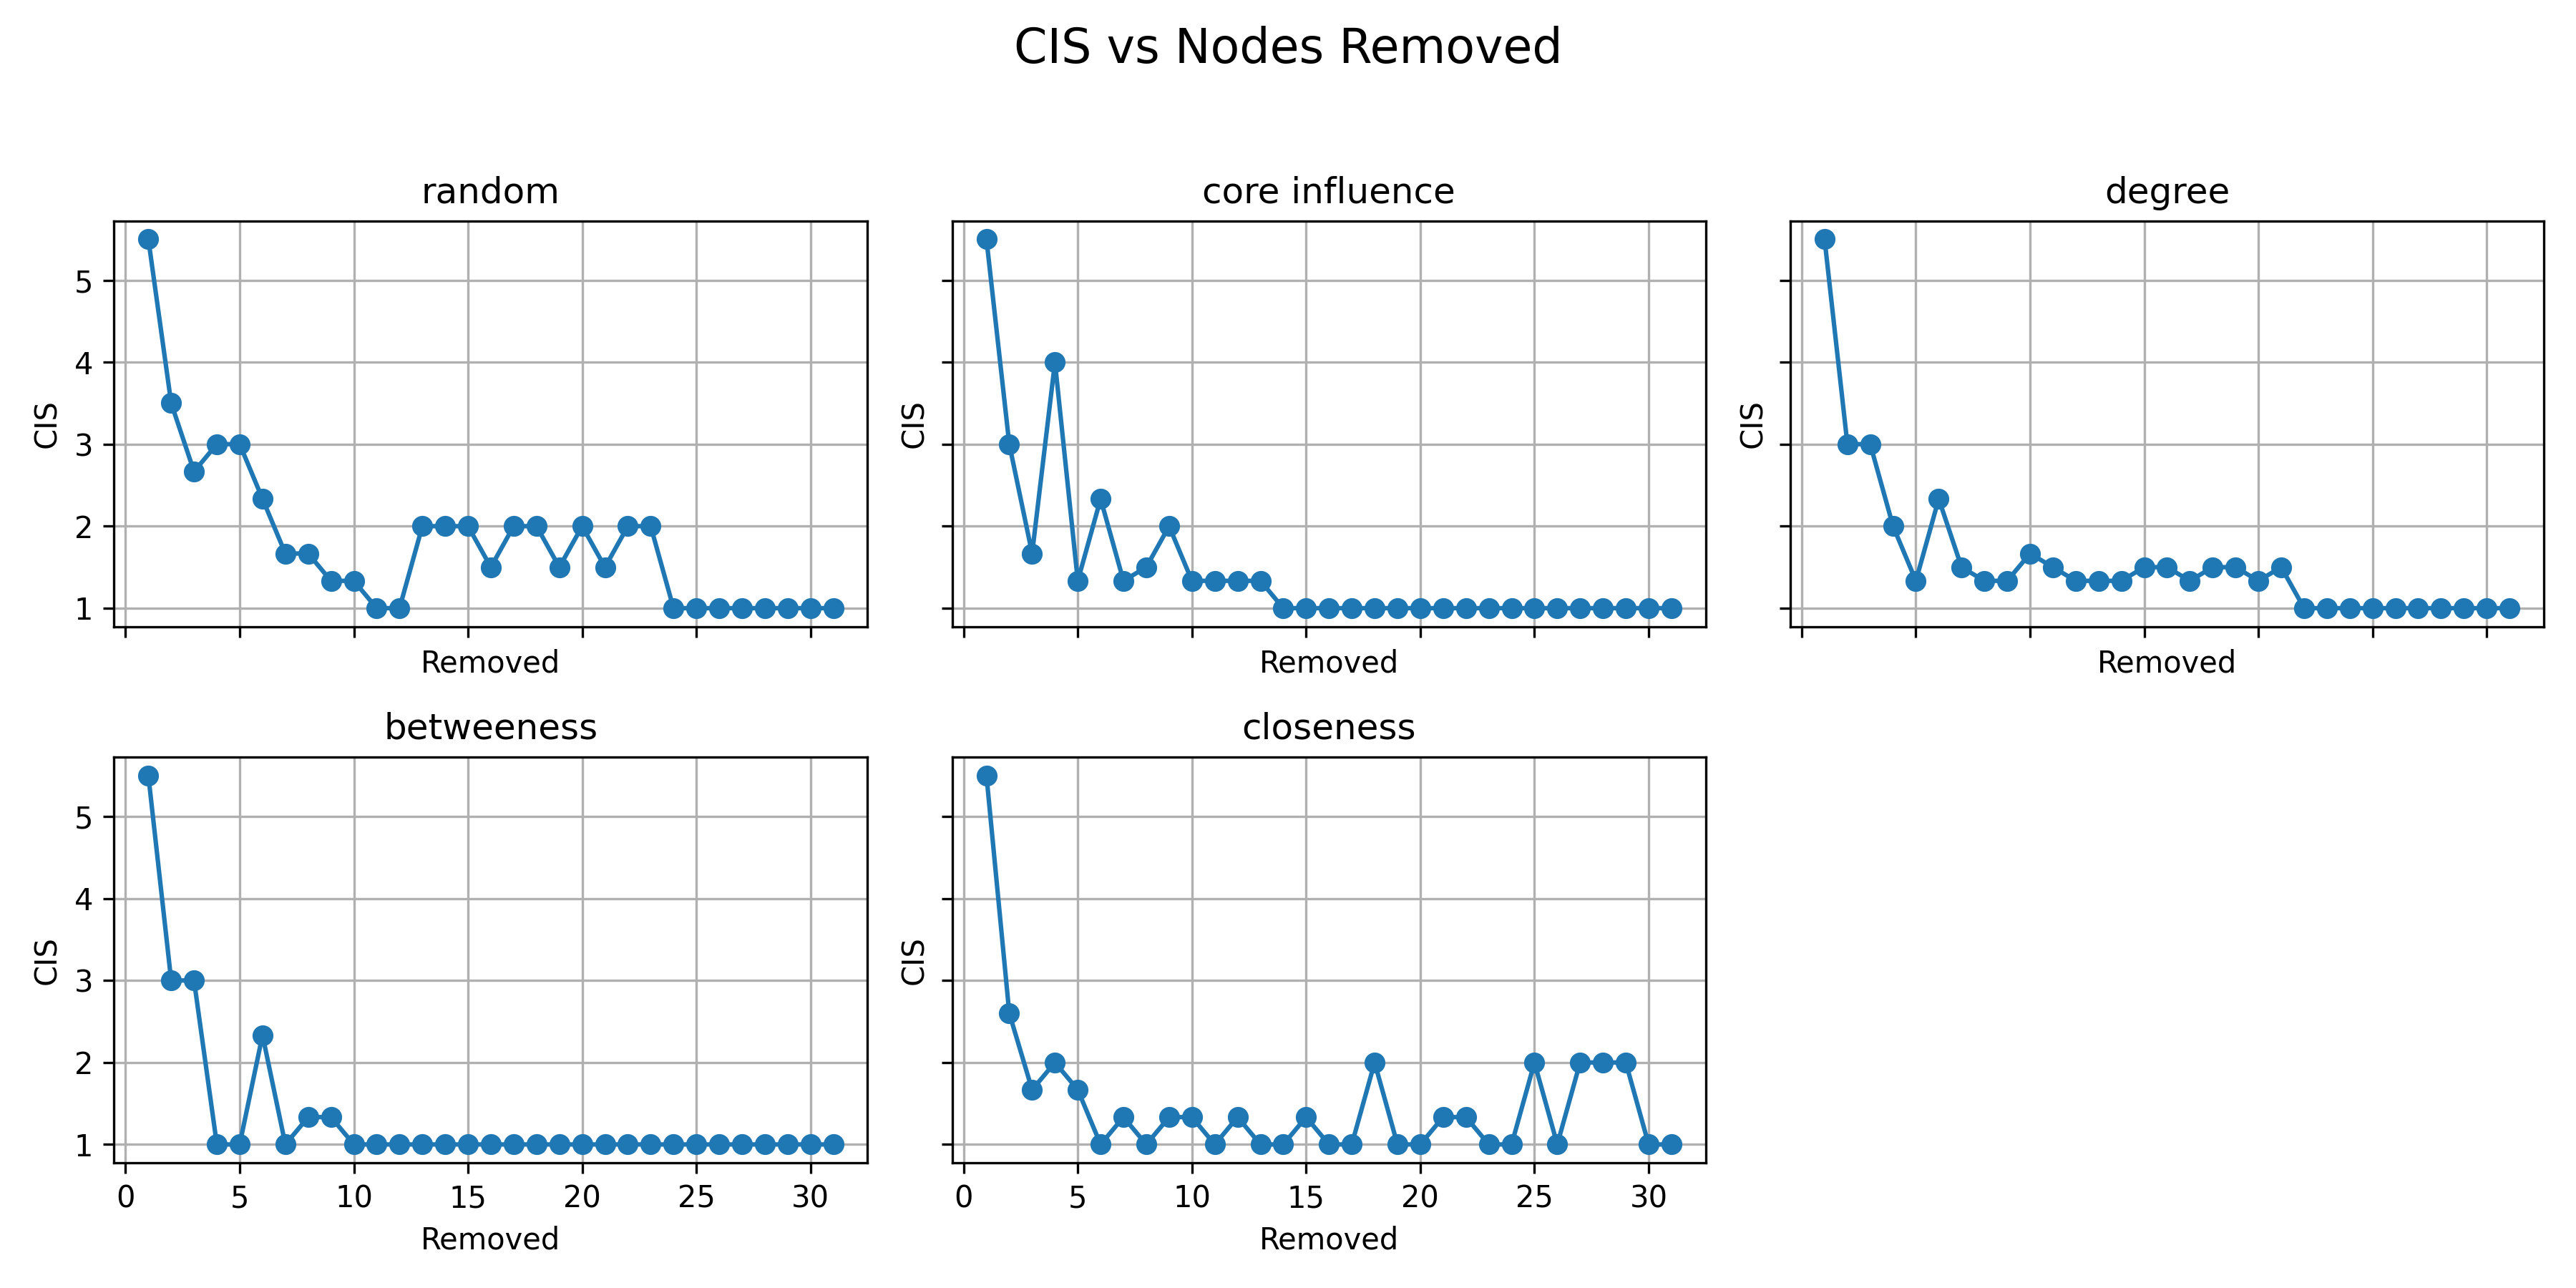 CIS vs Nodes Removed
random
core influence
degree
5
4
3
2
1
CIS
CIS
CIS
Removed
Removed
Removed
betweeness
closeness
5
4
3
2
1
CIS
CIS
0 5 10 15 20 25 30
0 5 10 15 20 25 30
Removed
Removed